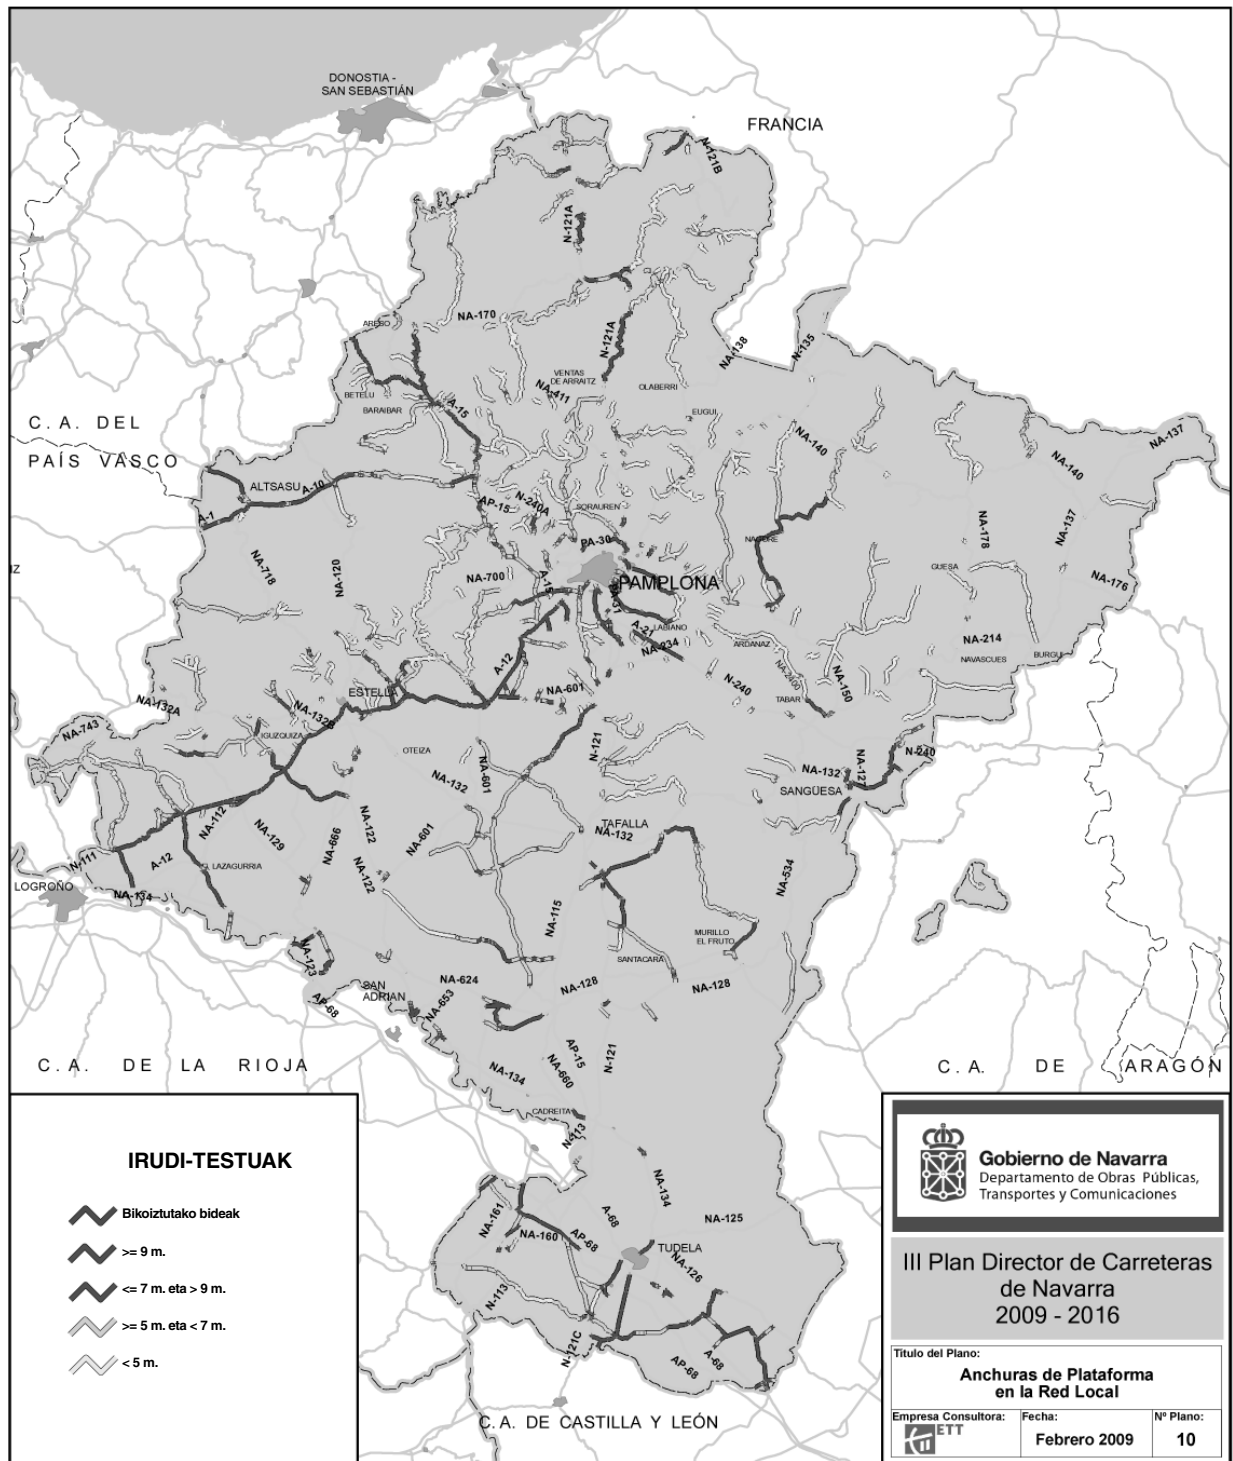 DONOSTIA -
SAN SEBASTIÁN
FRANCIA
N-121B
N-121A
NA-170
ARESO
N-121A
NA-138
N-135
VENTAS
DE ARRAITZ
OLABERRI
BETELU
NA-411
BARAIBAR
A-15
EUGUI
C. A. DEL
PAÍS VASCO
NA-140
NA-137
NA-140
ALTSASU
A-10
A-1
AP-15
N-240A
SORAUREN
PA-30
NAGORE
NA-178
NA-137
NA-718
NA-120
NA-700
A-15
PAMPLONA
GUESA
NA-176
A-21
LABIANO
NA-234
ARDANAZ
NA-214
NAVASCUES
BURGUI
A-12
NA-2400
N-240
TABAR
NA-150
NA-132A
ESTELLA
NA-601
NA-132B
NA-743
IGUZQUIZA
OTEIZA
N-121
NA-132
NA-601
NA-132
NA-127
N-240
SANGÜESA
NA-112
NA-129
NA-666
NA-122
NA-601
TAFALLA
NA-132
N-111
A-12
LAZAGURRIA
NA-122
NA-534
LOGROÑO
NA-134
NA-115
MURILLO
EL FRUTO
NA-123
SANTACARA
SAN
ADRIAN
NA-624
NA-128
NA-128
AP-68
NA-653
C. A. DE LA RIOJA
NA-134
AP-15
NA-660
N-121
C. A. DE ARAGÓN
CADREITA
N-113
NA-134
NA-161
NA-160
A-68
AP-68
NA-125
TUDELA
NA-126
N-113
N-121C
AP-68
A-68
C.A. DE CASTILLA Y LEÓN
IRUDI-TESTUAK
Bikoiztutako bideak
>= 9 m.
<= 7 m. eta > 9 m.
>= 5 m. eta < 7 m.
< 5 m.
Gobierno de Navarra
Departamento de Obras Públicas,
Transportes y Comunicaciones
III Plan Director de Carreteras
de Navarra
2009 - 2016
Titulo del Plano:
Anchuras de Plataforma
en la Red Local
Empresa Consultora:
ETT
Fecha:
Febrero 2009
Nº Plano:
10